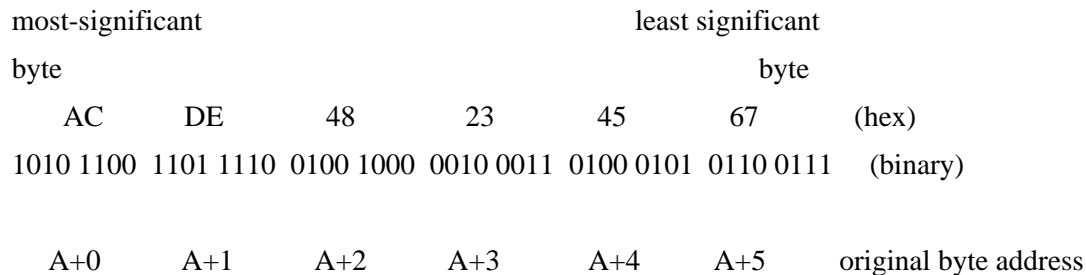 most-significant least significant
byte byte
AC DE 48 23 45 67 (hex)
1010 1100 1101 1110 0100 1000 0010 0011 0100 0101 0110 0111 (binary)
A+0 A+1 A+2 A+3 A+4 A+5 original byte address